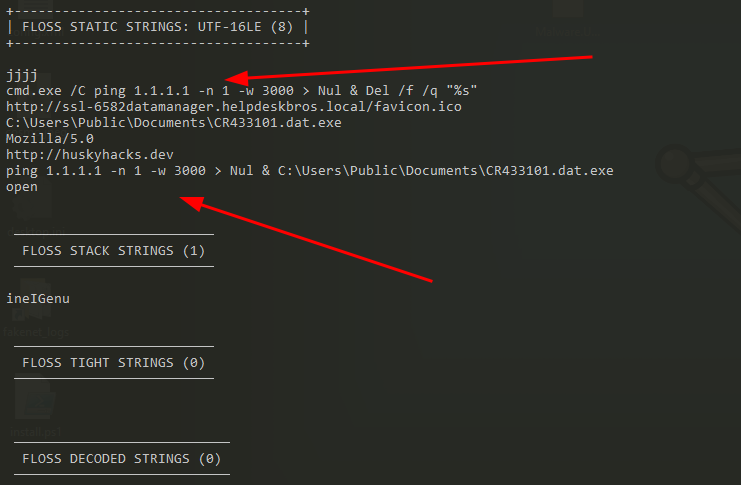 FLOSS STATIC STRINGS: UTF-16LE (8)
jjjj
cmd.exe /C ping 1.1.1.1 -n 1 -w 3000 > Nul & Del /f /q "%s"
http://ssl-6582datamanager.helpdeskbros.local/favicon.ico
C:\Users\Public\Documents\CR433101.dat.exe
Mozilla/5.0
http://huskyhacks.dev
ping 1.1.1.1 -n 1 -w 3000 > Nul & C:\Users\Public\Documents\CR433101.dat.exe
open
FLOSS STACK STRINGS (1)
ineIGenu
FLOSS TIGHT STRINGS (0)
FLOSS DECODED STRINGS (0)